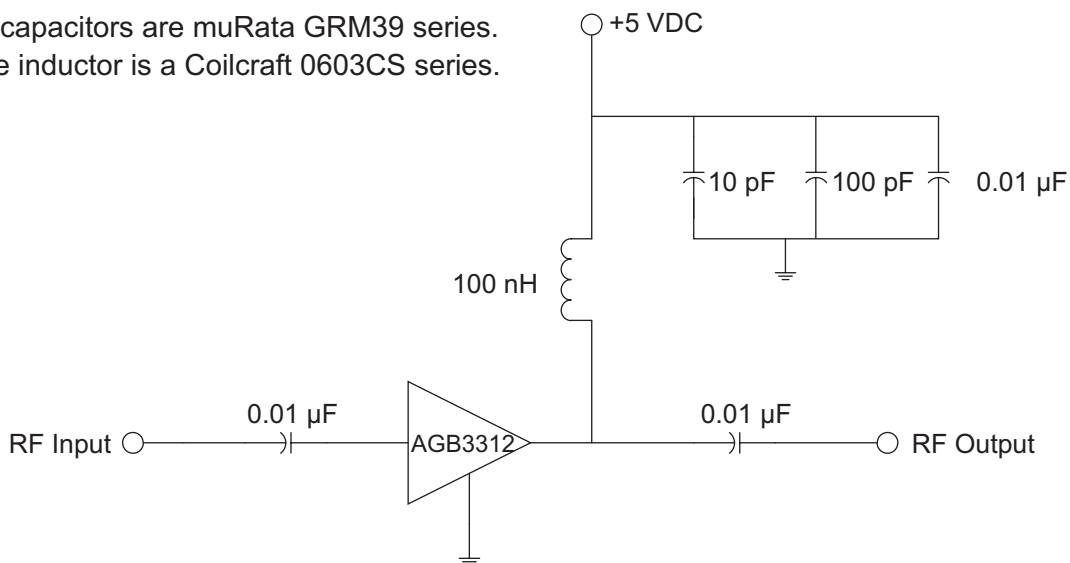 capacitors are muRata GRM39 series.
inductor is a Coilcraft 0603CS series.
+5 VDC
10 pF
100 pF
0.01 µF
100 nH
0.01 µF
0.01 µF
RF Input
AGB3312
RF Output